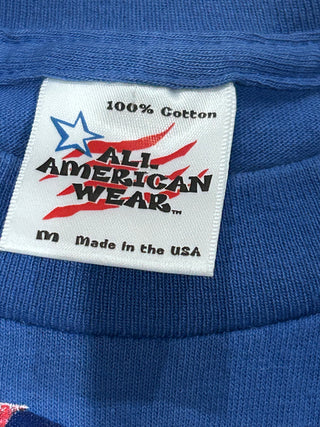 100% Cotton
ALL
AMERICAN
WEAR™
M Made in the USA